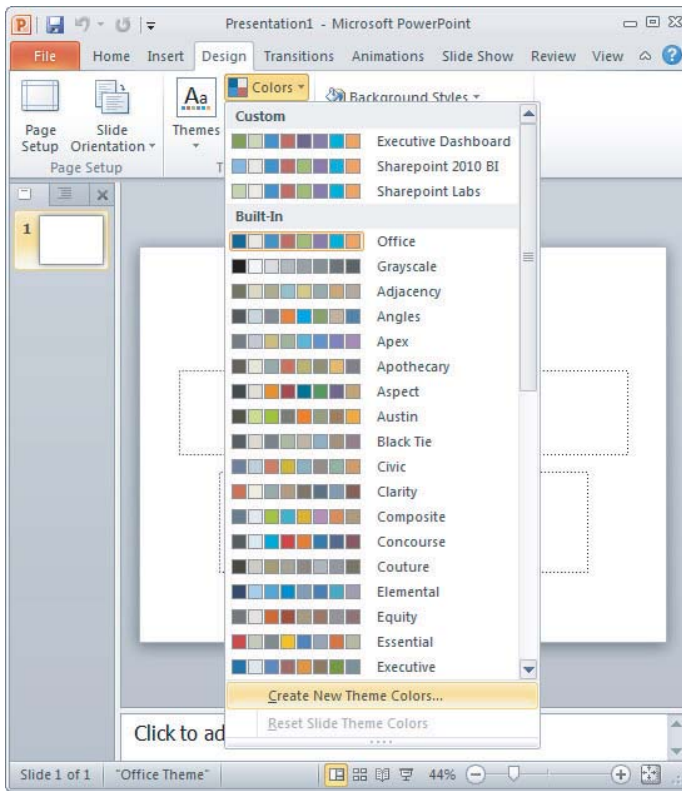 Presentation1 - Microsoft PowerPoint
File Home Insert Design Transitions Animations Slide Show Review View
Page Setup
Slide Orientation
Themes
Aa
Colors
Background Styles
Page Setup
T
Custom
Executive Dashboard
Sharepoint 2010 BI
Sharepoint Labs
Built-In
Office
Grayscale
Adjacency
Angles
Apex
Apothecary
Aspect
Austin
Black Tie
Civic
Clarity
Composite
Concourse
Couture
Elemental
Equity
Essential
Executive
Create New Theme Colors...
Reset Slide Theme Colors
1
Click to ad
Slide 1 of 1 "Office Theme" 44%